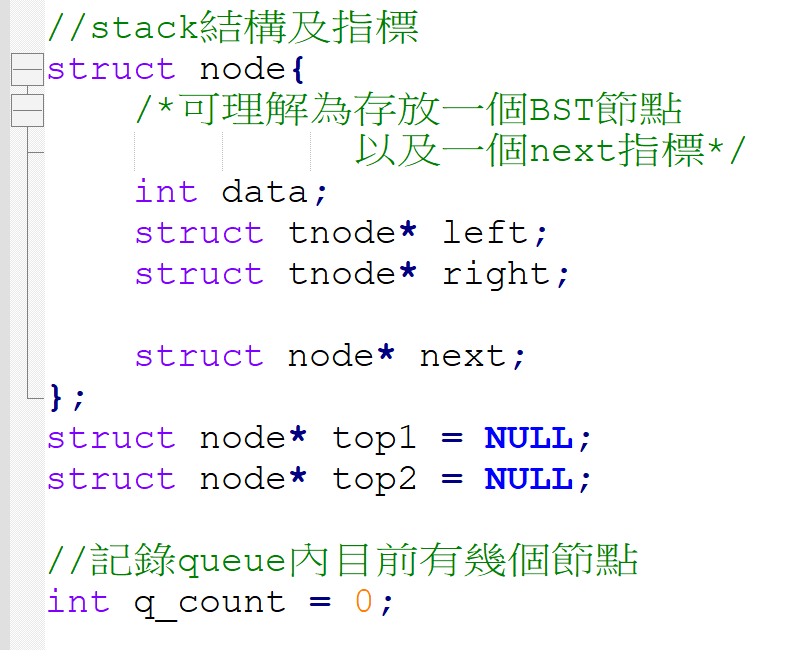 //stack結構及指標
struct node{
/*可理解為存放一個BST節點
以及一個next指標*/
int data;
struct tnode* left;
struct tnode* right;
struct node* next;
};
struct node* top1 = NULL;
struct node* top2 = NULL;
//記錄queue內目前有幾個節點
int q_count = 0;